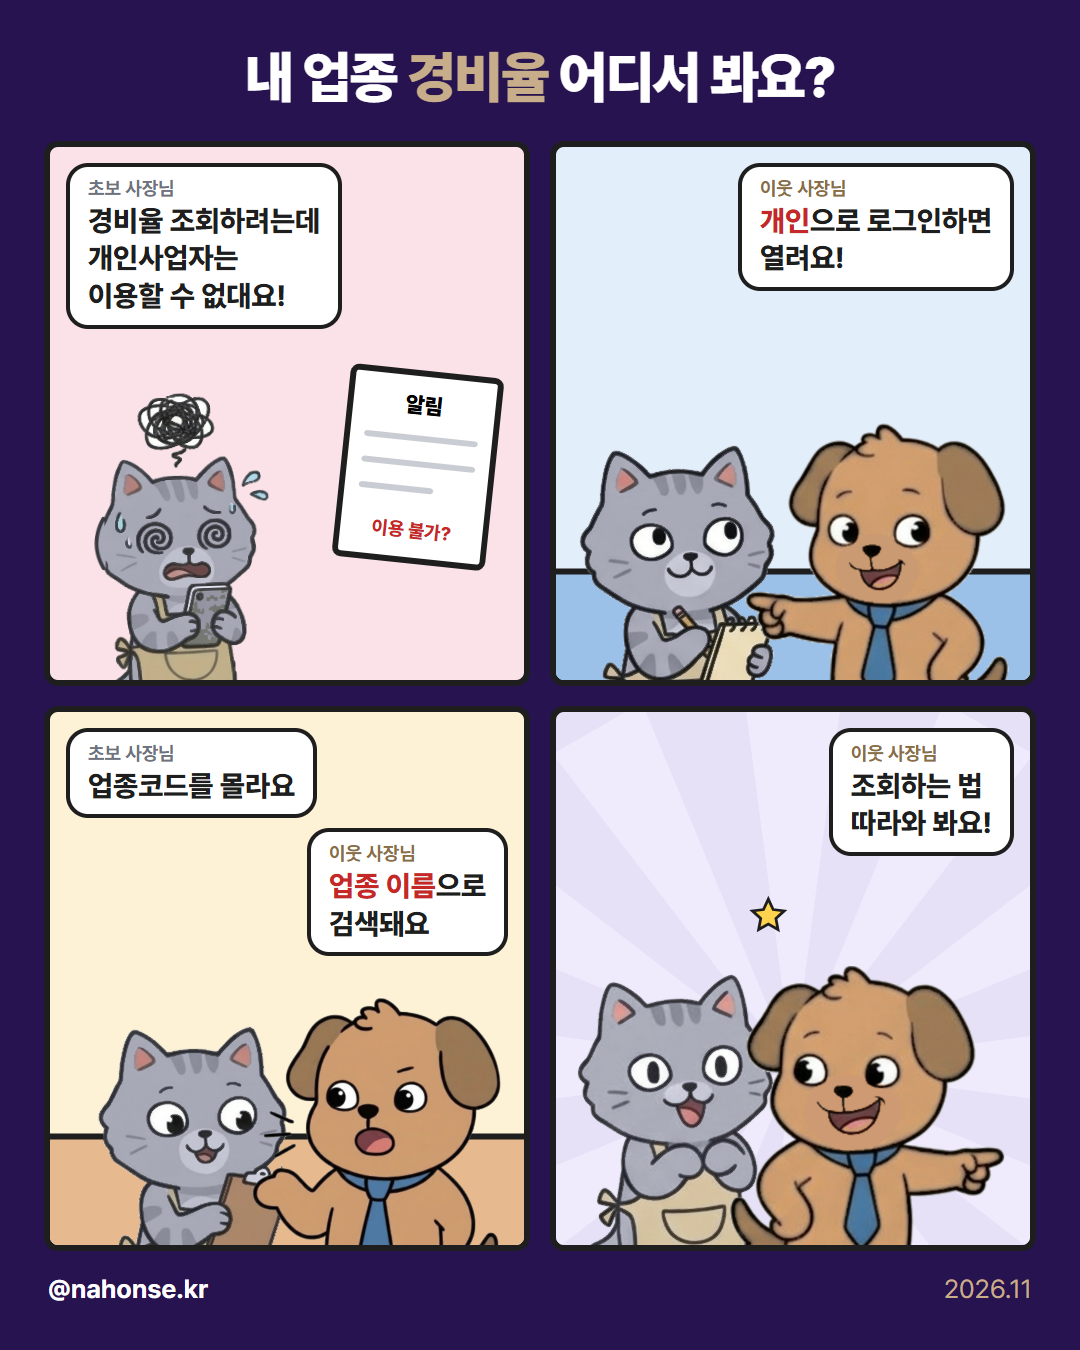 내 업종 경비율 어디서 봐요?
초보 사장님
경비율 조회하려는데
개인사업자는
이용할 수 없대요!
알림
이용 불가?
이웃 사장님
개인으로 로그인하면
열려요!
초보 사장님
업종코드를 몰라요
이웃 사장님
업종 이름으로
검색돼요
이웃 사장님
조회하는 법
따라와 봐요!
@nahonse.kr
2026.11